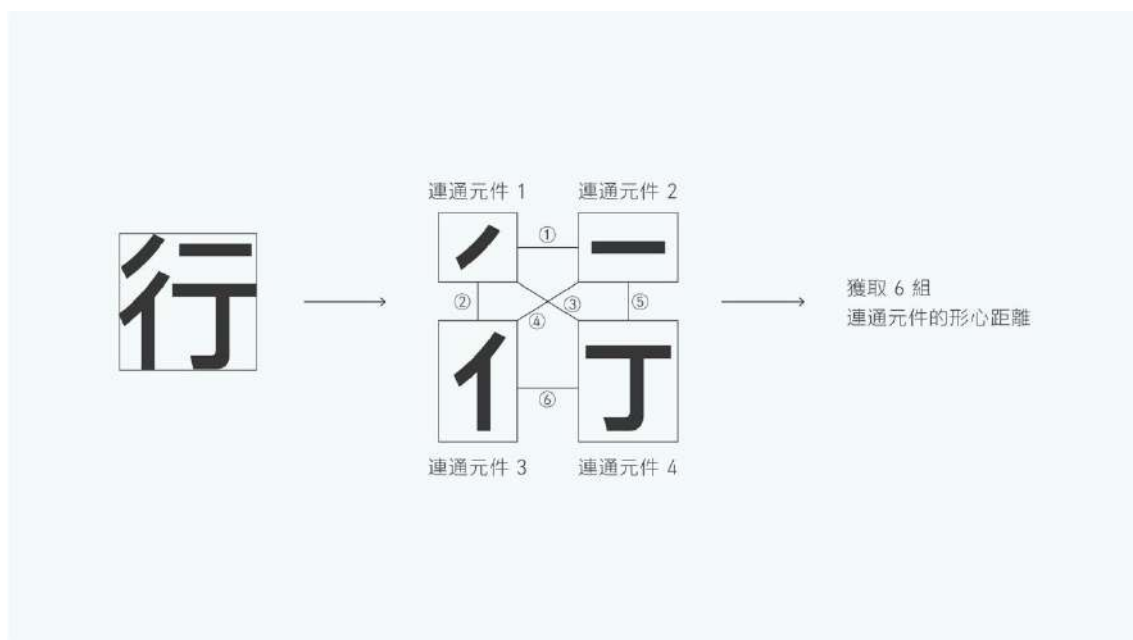 行
連通元件 1
連通元件 2
①
②
③
④
⑤
⑥
連通元件 3
連通元件 4
獲取 6 組
連通元件的形心距離